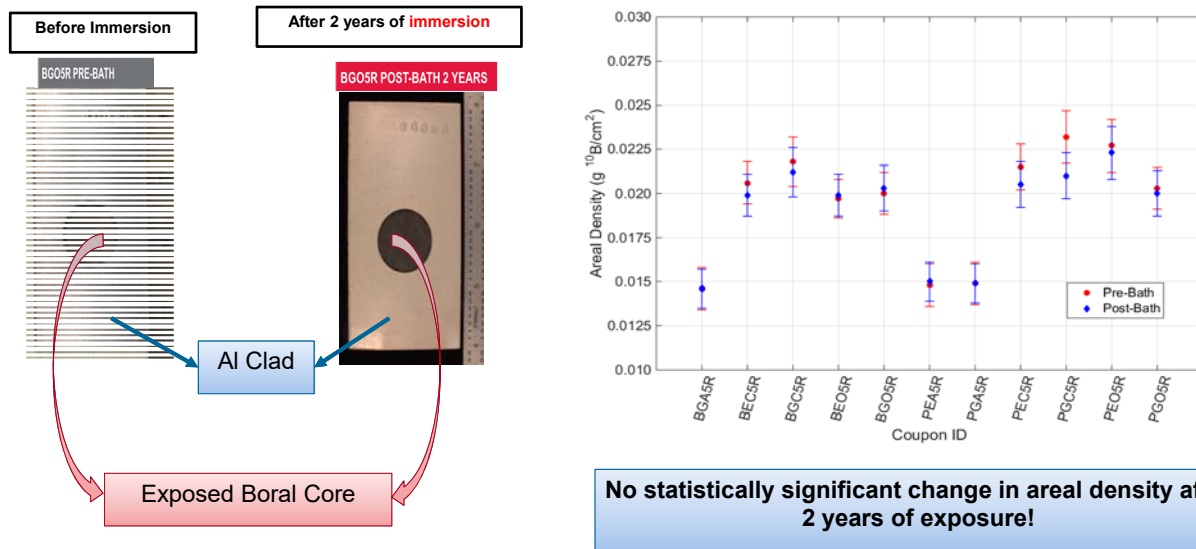 Before Immersion
After 2 years of immersion
BGO5R PRE-BATH
BGO5R POST-BATH 2 YEARS
BGO5R
Al Clad
Exposed Boral Core
0.030
0.0275
0.025
0.0225
0.020
0.0175
0.015
0.0125
0.010
Areal Density (g ¹⁰B/cm²)
Pre-Bath
Post-Bath
BGA5R
BEC5R
BGC5R
BEO5R
BGO5R
PEA5R
PGA5R
PEC5R
PGC5R
PEO5R
PGO5R
Coupon ID
No statistically significant change in areal density af
2 years of exposure!